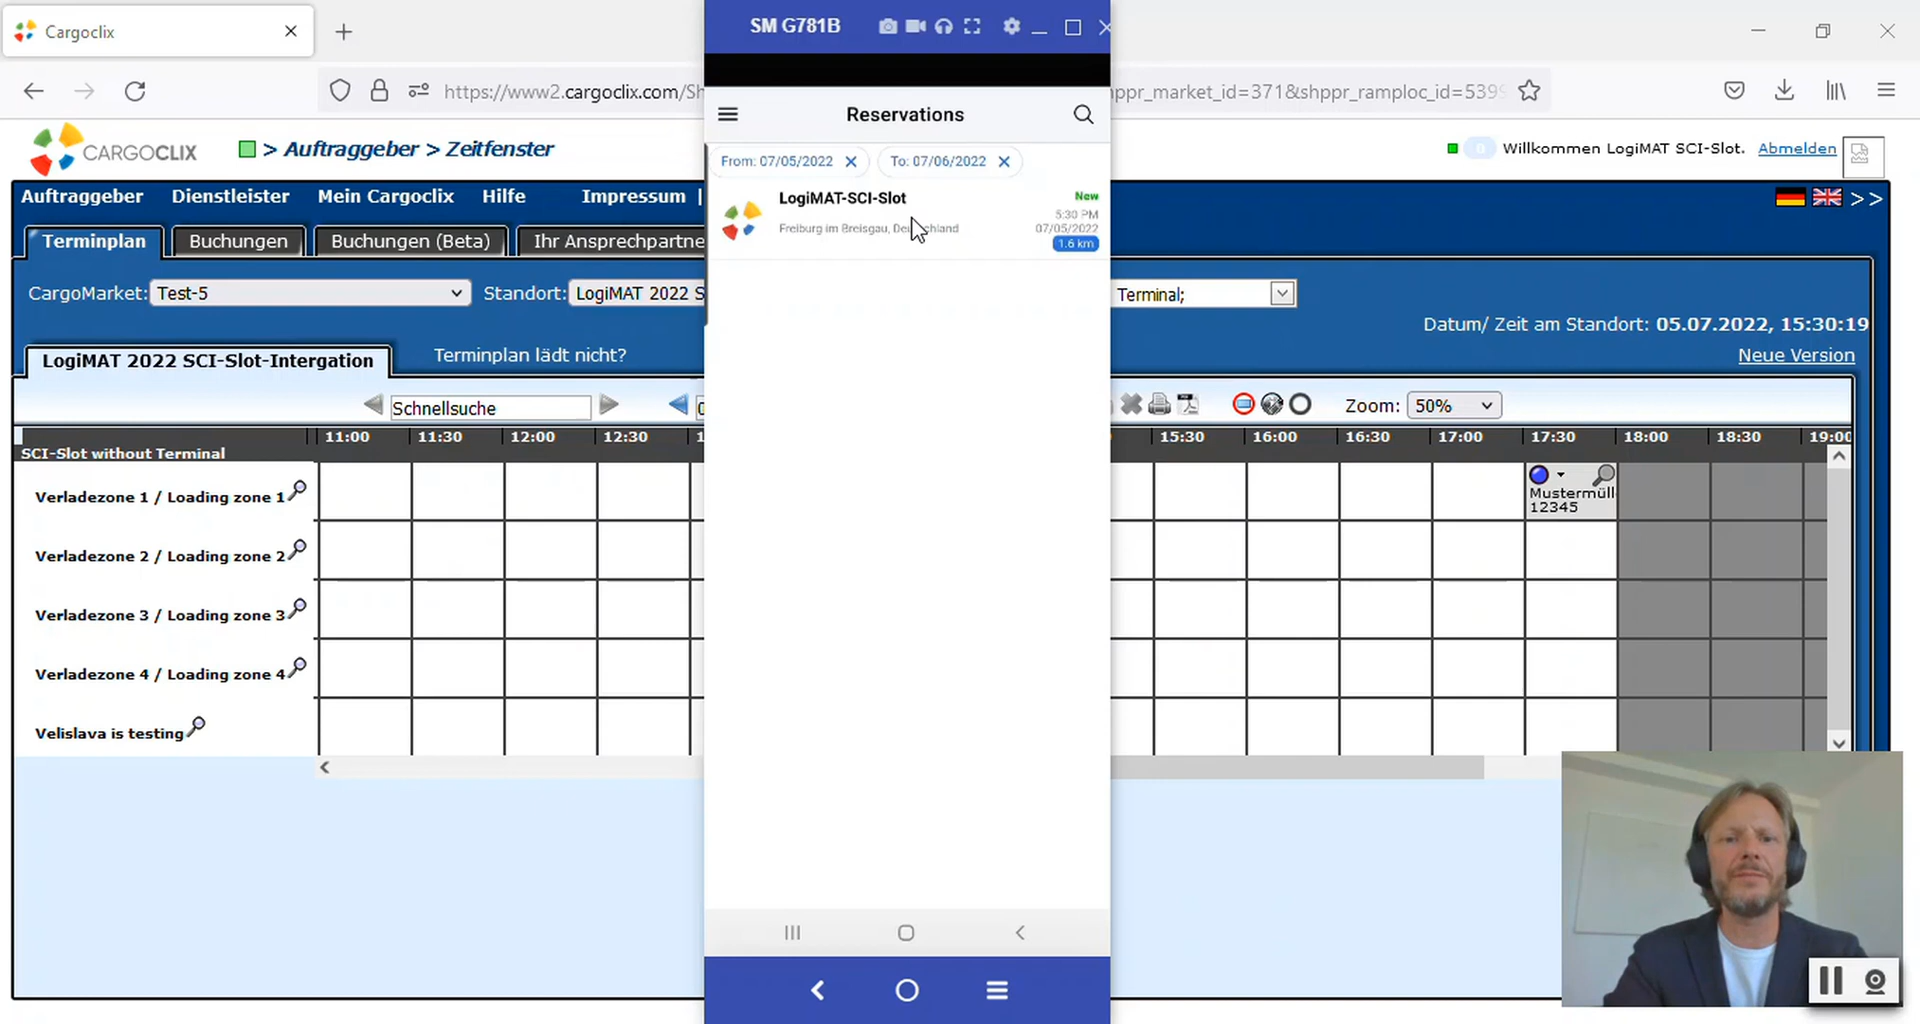 Cargoclix
https://www2.cargoclix.com/Sh
ppr_market_id=371&shppr_ramploc_id=5399
SM G781B
CARGOCLIX
> Auftraggeber > Zeitfenster
Willkommen LogiMAT SCI-Slot. Abmelden
Auftraggeber Dienstleister Mein Cargoclix Hilfe Impressum |
>>
Terminplan Buchungen Buchungen (Beta) Ihr Ansprechpartne
CargoMarket: Test-5 Standort: LogiMAT 2022 S
Terminal;
Datum/ Zeit am Standort: 05.07.2022, 15:30:19
LogiMAT 2022 SCI-Slot-Intergation Terminplan lädt nicht?
Neue Version
Schnellsuche
Zoom: 50%
11:00 11:30 12:00 12:30 1
15:30 16:00 16:30 17:00 17:30 18:00 18:30 19:00
SCI-Slot without Terminal
Verladezone 1 / Loading zone 1
Mustermüll
12345
Verladezone 2 / Loading zone 2
Verladezone 3 / Loading zone 3
Verladezone 4 / Loading zone 4
Velislava is testing
Reservations
From: 07/05/2022 To: 07/06/2022
LogiMAT-SCI-Slot
New
Freiburg im Breisgau,
5:30 PM
07/05/2022
1.6 km